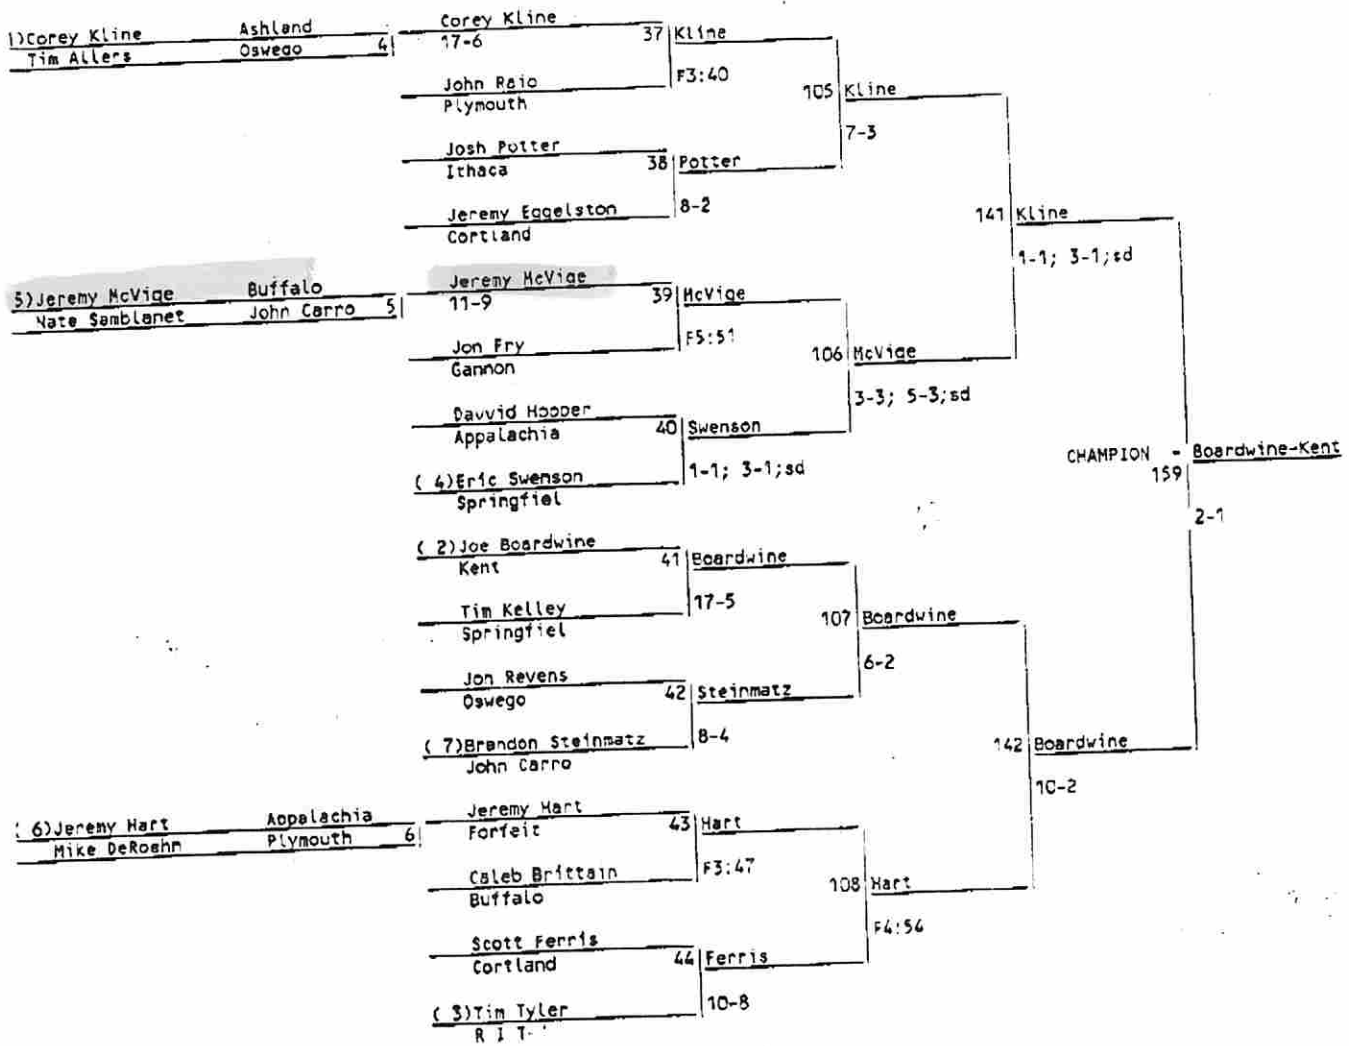 Corey Kline
1)Corey Kline Ashland
Tim Allers Oswego 4
17-6
37 Kline
F3:40
John Raio
Plymouth
105 Kline
7-3
Josh Potter
Ithaca
38 Potter
8-2
Jeremy Eggelston
Cortland
141 Kline
1-1; 3-1;sd
5)Jeremy McVige Buffalo
Nate Samblanet John Carro 5
Jeremy McVige
11-9
39 McVige
F5:51
Jon Fry
Gannon
106 McVige
3-3; 5-3;sd
Davvid Hooper
Appalachia
40 Swenson
1-1; 3-1;sd
( 4)Eric Swenson
Springfiel
CHAMPION - Boardwine-Kent
159
2-1
( 2)Joe Boardwine
Kent
41 Boardwine
17-5
Tim Kelley
Springfiel
107 Boardwine
6-2
Jon Revens
Oswego
42 Steinmatz
8-4
( 7)Brandon Steinmatz
John Carro
142 Boardwine
10-2
( 6)Jeremy Hart Appalachia
Mike DeRoehn Plymouth 6
Jeremy Hart
Forfeit
43 Hart
F3:47
Caleb Brittain
Buffalo
108 Hart
F4:54
Scott Ferris
Cortland
44 Ferris
10-8
( 3)Tim Tyler
R I T